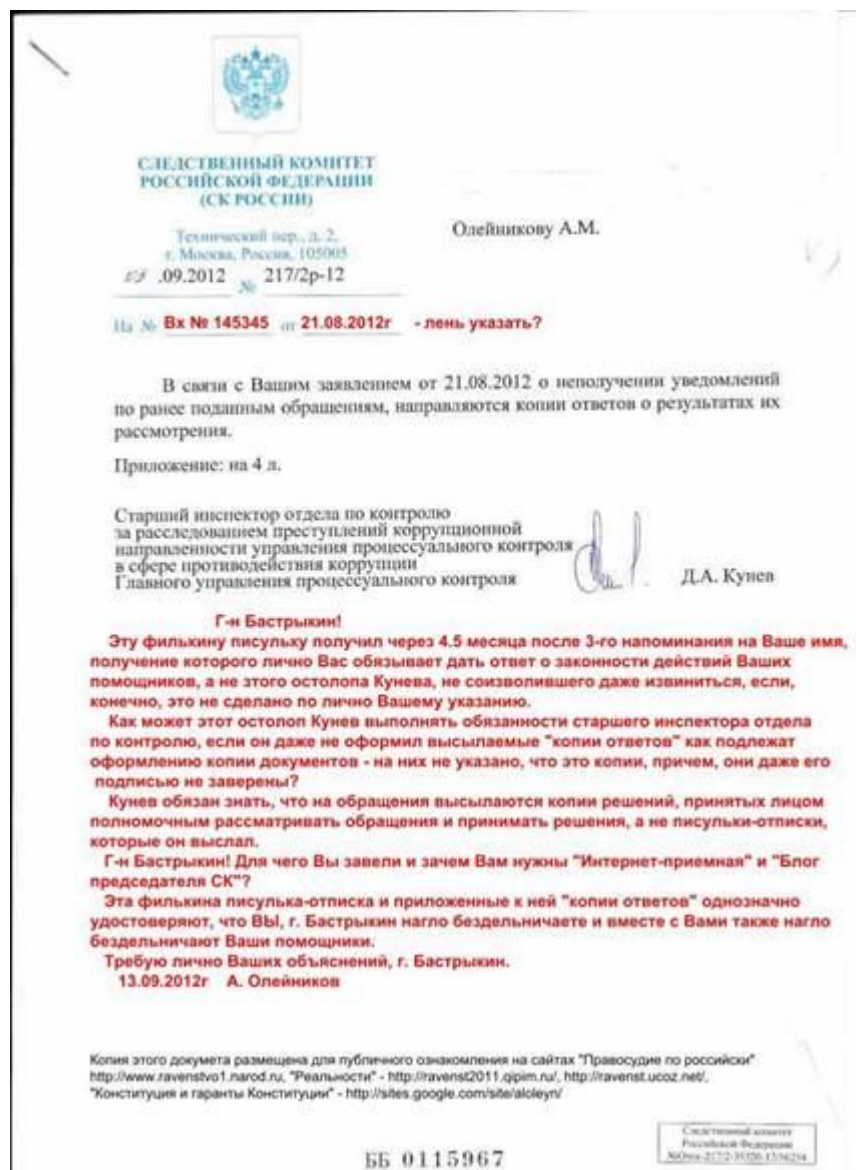 СЛЕДСТВЕННЫЙ КОМИТЕТ
РОССИЙСКОЙ ФЕДЕРАЦИИ
(СК РОССИИ)
Технический пер., д. 2,
г. Москва, Россия, 105005
.09.2012 № 217/2р-12
Олейникову А.М.
На № Вх № 145345 от 21.08.2012г - лень указать?
В связи с Вашим заявлением от 21.08.2012 о неполучении уведомлений
по ранее поданным обращениям, направляются копии ответов о результатах их
рассмотрения.
Приложение: на 4 л.
Старший инспектор отдела по контролю
за расследованием преступлений коррупционной
направленности управления процессуального контроля
в сфере противодействия коррупции
Главного управления процессуального контроля
Д.А. Кунев
Г-н Бастрыкин!
Эту филькину писульку получил через 4.5 месяца после 3-го напоминания на Ваше имя,
получение которого лично Вас обязывает дать ответ о законности действий Ваших
помощников, а не этого остолопа Кунева, не соизволившего даже извиниться, если,
конечно, это не сделано по лично Вашему указанию.
Как может этот остолоп Кунев выполнять обязанности старшего инспектора отдела
по контролю, если он даже не оформил высылаемые "копии ответов" как подлежат
оформлению копии документов - на них не указано, что это копии, причем, они даже его
подписью не заверены?
Кунев обязан знать, что на обращения высылаются копии решений, принятых лицом
полномочным рассматривать обращения и принимать решения, а не писульки-отписки,
которые он выслал.
Г-н Бастрыкин! Для чего Вы завели и зачем Вам нужны "Интернет-приемная" и "Блог
председателя СК"?
Эта филькина писулька-отписка и приложенные к ней "копии ответов" однозначно
удостоверяют, что ВЫ, г. Бастрыкин нагло бездельничаете и вместе с Вами также нагло
бездельничают Ваши помощники.
Требую лично Ваших объяснений, г. Бастрыкин.
13.09.2012г А. Олейников
Копия этого докумета размещена для публичного ознакомления на сайтах "Правосудие по российски"
http://www.ravenstvo1.narod.ru, "Реальности" - http://ravenst2011.qipim.ru/, http://ravenst.ucoz.net/,
"Конституция и гаранты Конституции" - http://sites.google.com/site/aloleyn/
ББ 0115967
Следственный комитет
Российской Федерации